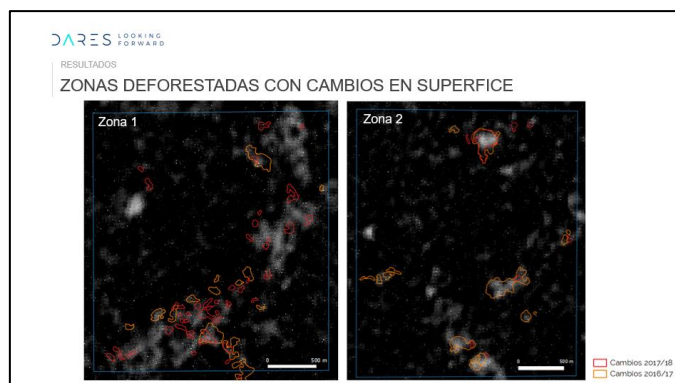 DARES LOOKING
FORWARD
RESULTADOS
ZONAS DEFORESTADAS CON CAMBIOS EN SUPERFICE
Zona 1
Zona 2
0 500 m
0 500 m
Cambios 2017/18
Cambios 2016/17